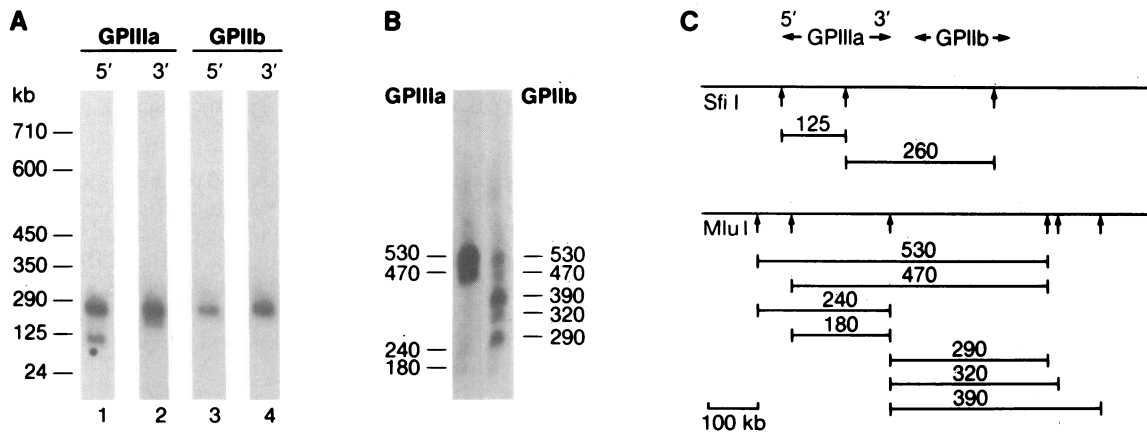 A
GPIIIa GPIIb
5′ 3′ 5′ 3′
kb
710
600
450
350
290
125
24
1 2 3 4
B
GPIIIa GPIIb
530 530
470 470
390
320
290
240
180
C
5′ 3′
GPIIIa GPIIb
Sfi I
125
260
Mlu I
530
470
240
180
290
320
390
100 kb